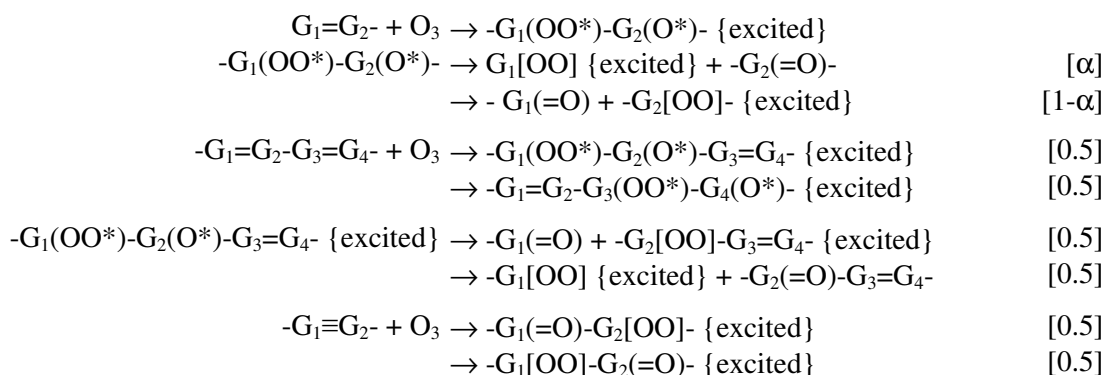 G₁=G₂- + O₃ → -G₁(OO*)-G₂(O*)- {excited}
-G₁(OO*)-G₂(O*)- → G₁[OO] {excited} + -G₂(=O)- [α]
→ - G₁(=O) + -G₂[OO]- {excited} [1-α]
-G₁=G₂-G₃=G₄- + O₃ → -G₁(OO*)-G₂(O*)-G₃=G₄- {excited} [0.5]
→ -G₁=G₂-G₃(OO*)-G₄(O*)- {excited} [0.5]
-G₁(OO*)-G₂(O*)-G₃=G₄- {excited} → -G₁(=O) + -G₂[OO]-G₃=G₄- {excited} [0.5]
→ -G₁[OO] {excited} + -G₂(=O)-G₃=G₄- [0.5]
-G₁≡G₂- + O₃ → -G₁(=O)-G₂[OO]- {excited} [0.5]
→ -G₁[OO]-G₂(=O)- {excited} [0.5]